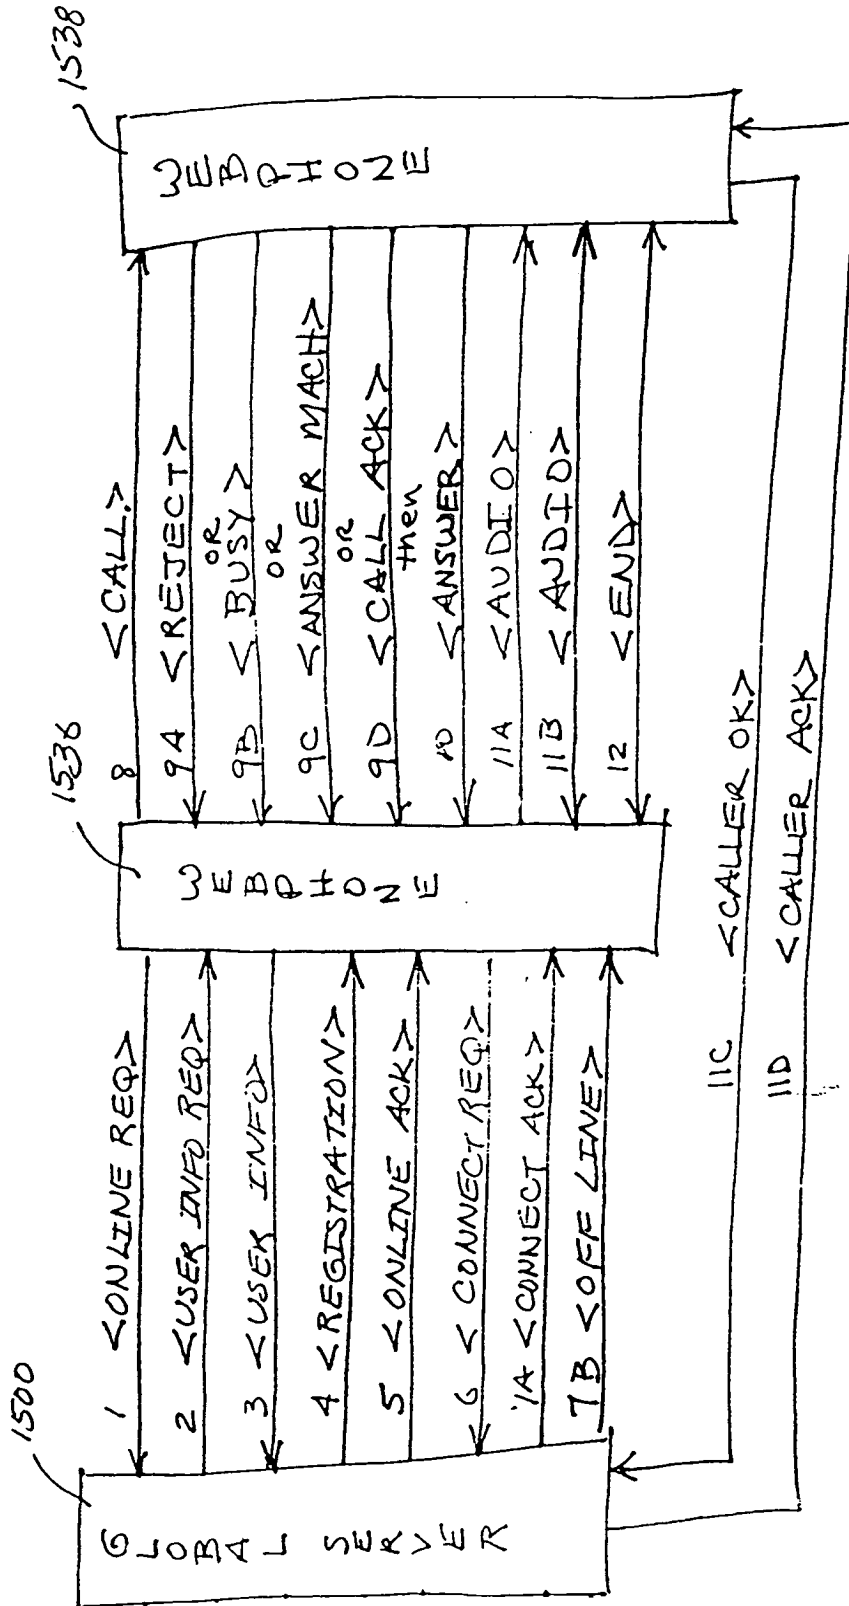 1500
1536
1538
GLOBAL SERVER
WEBPHONE
WEBPHONE
1 <ONLINE REQ>
2 <USER INFO REQ>
3 <USER INFO>
4 <REGISTRATION>
5 <ONLINE ACK>
6 <CONNECT REQ>
7A <CONNECT ACK>
7B <OFF LINE>
8 <CALL>
9A <REJECT>
OR
9B <BUSY>
OR
9C <ANSWER MACH>
OR
9D <CALL ACK>
then
10 <ANSWER>
11A <AUDIO>
11B <AUDIO>
12 <END>
11C <CALLER OK>
11D <CALLER ACK>